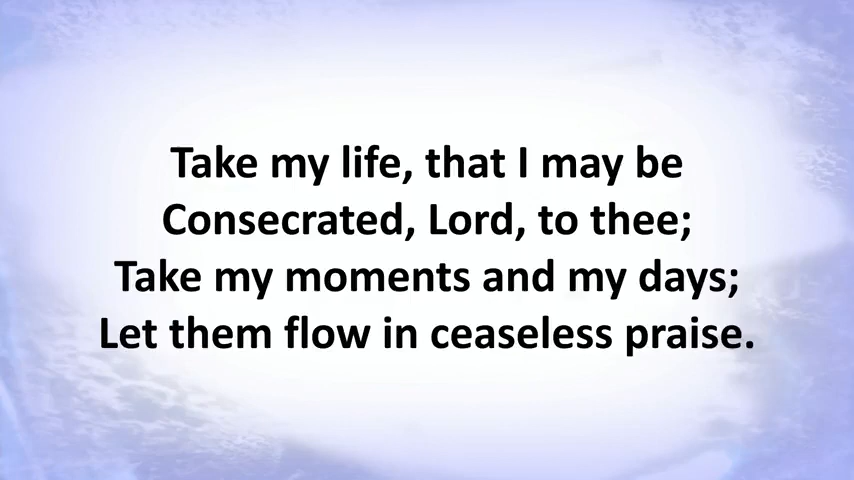 Take my life, that I may be
Consecrated, Lord, to thee;
Take my moments and my days;
Let them flow in ceaseless praise.